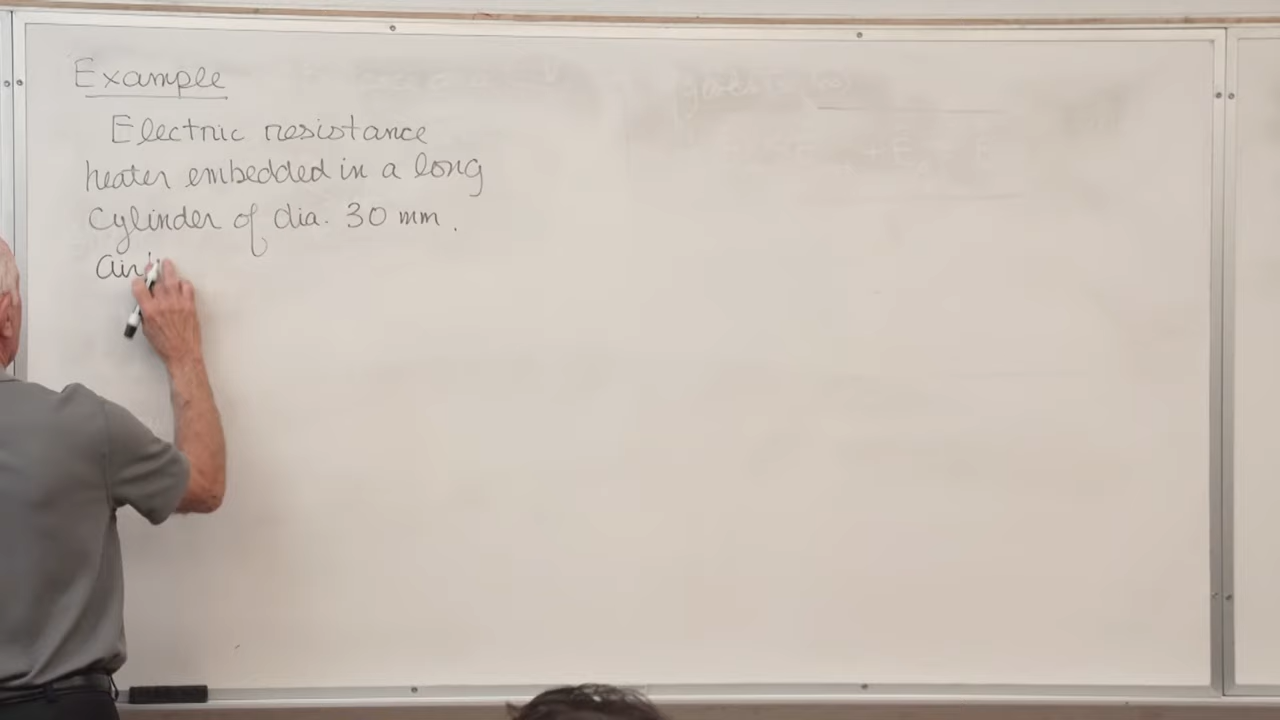 Example
Electric resistance
heater embedded in a long
cylinder of dia. 30 mm.